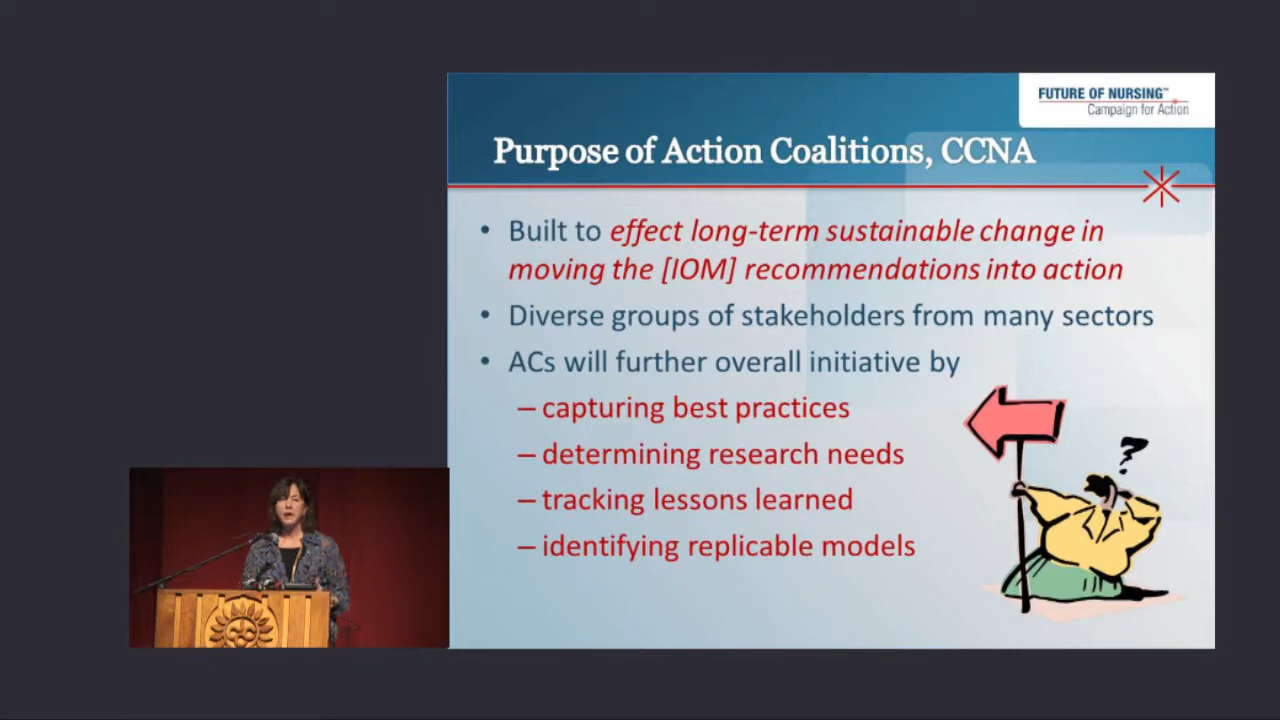 FUTURE OF NURSING™
Campaign for Action
Purpose of Action Coalitions, CCNA
• Built to effect long-term sustainable change in
moving the [IOM] recommendations into action
• Diverse groups of stakeholders from many sectors
• ACs will further overall initiative by
– capturing best practices
– determining research needs
– tracking lessons learned
– identifying replicable models
?